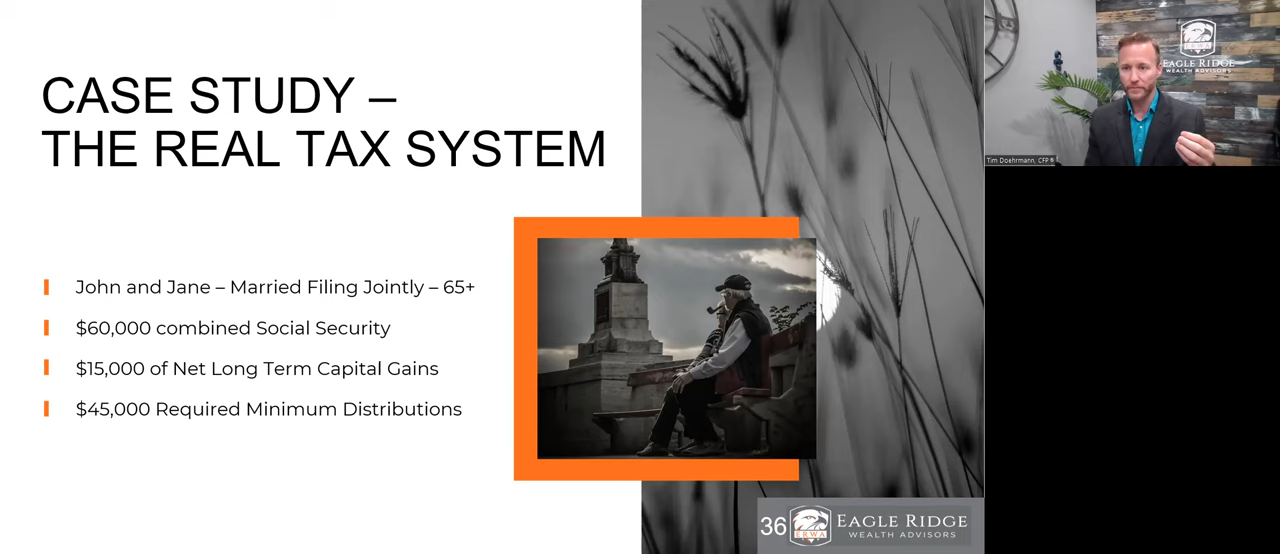 CASE STUDY –
THE REAL TAX SYSTEM
John and Jane – Married Filing Jointly – 65+
$60,000 combined Social Security
$15,000 of Net Long Term Capital Gains
$45,000 Required Minimum Distributions
36
ERWA
EAGLE RIDGE
WEALTH ADVISORS
ERWA
EAGLE RIDGE
WEALTH ADVISORS
Tim Doehrmann, CFP®